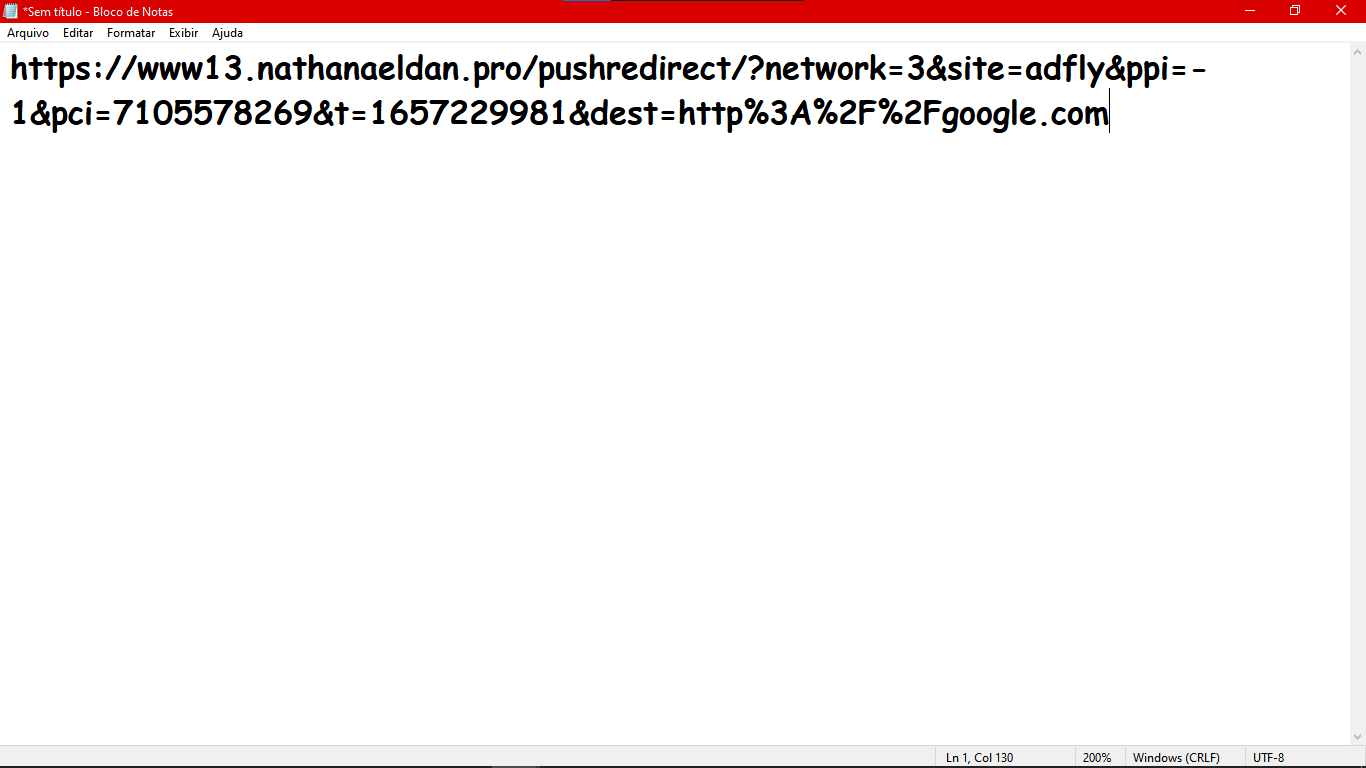 *Sem título - Bloco de Notas
Arquivo Editar Formatar Exibir Ajuda
https://www13.nathanaeldan.pro/pushredirect/?network=3&site=adfly&ppi=-
1&pci=7105578269&t=1657229981&dest=http%3A%2F%2Fgoogle.com
Ln 1, Col 130 200% Windows (CRLF) UTF-8